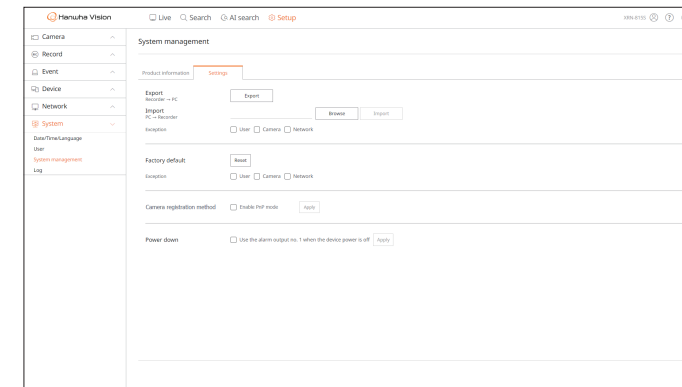 Hanwha Vision
Live Search AI search Setup
Camera
Record
Event
Device
Network
System
Date/Time/Language
User
System management
Log
System management
Product information Settings
Export
Recorder → PC
Export
Import
PC → Recorder
Browse Import
Exception
User Camera Network
Factory default
Reset
Exception
User Camera Network
Camera registration method
Enable PnP mode Apply
Power down
Use the alarm output no. 1 when the device power is off Apply